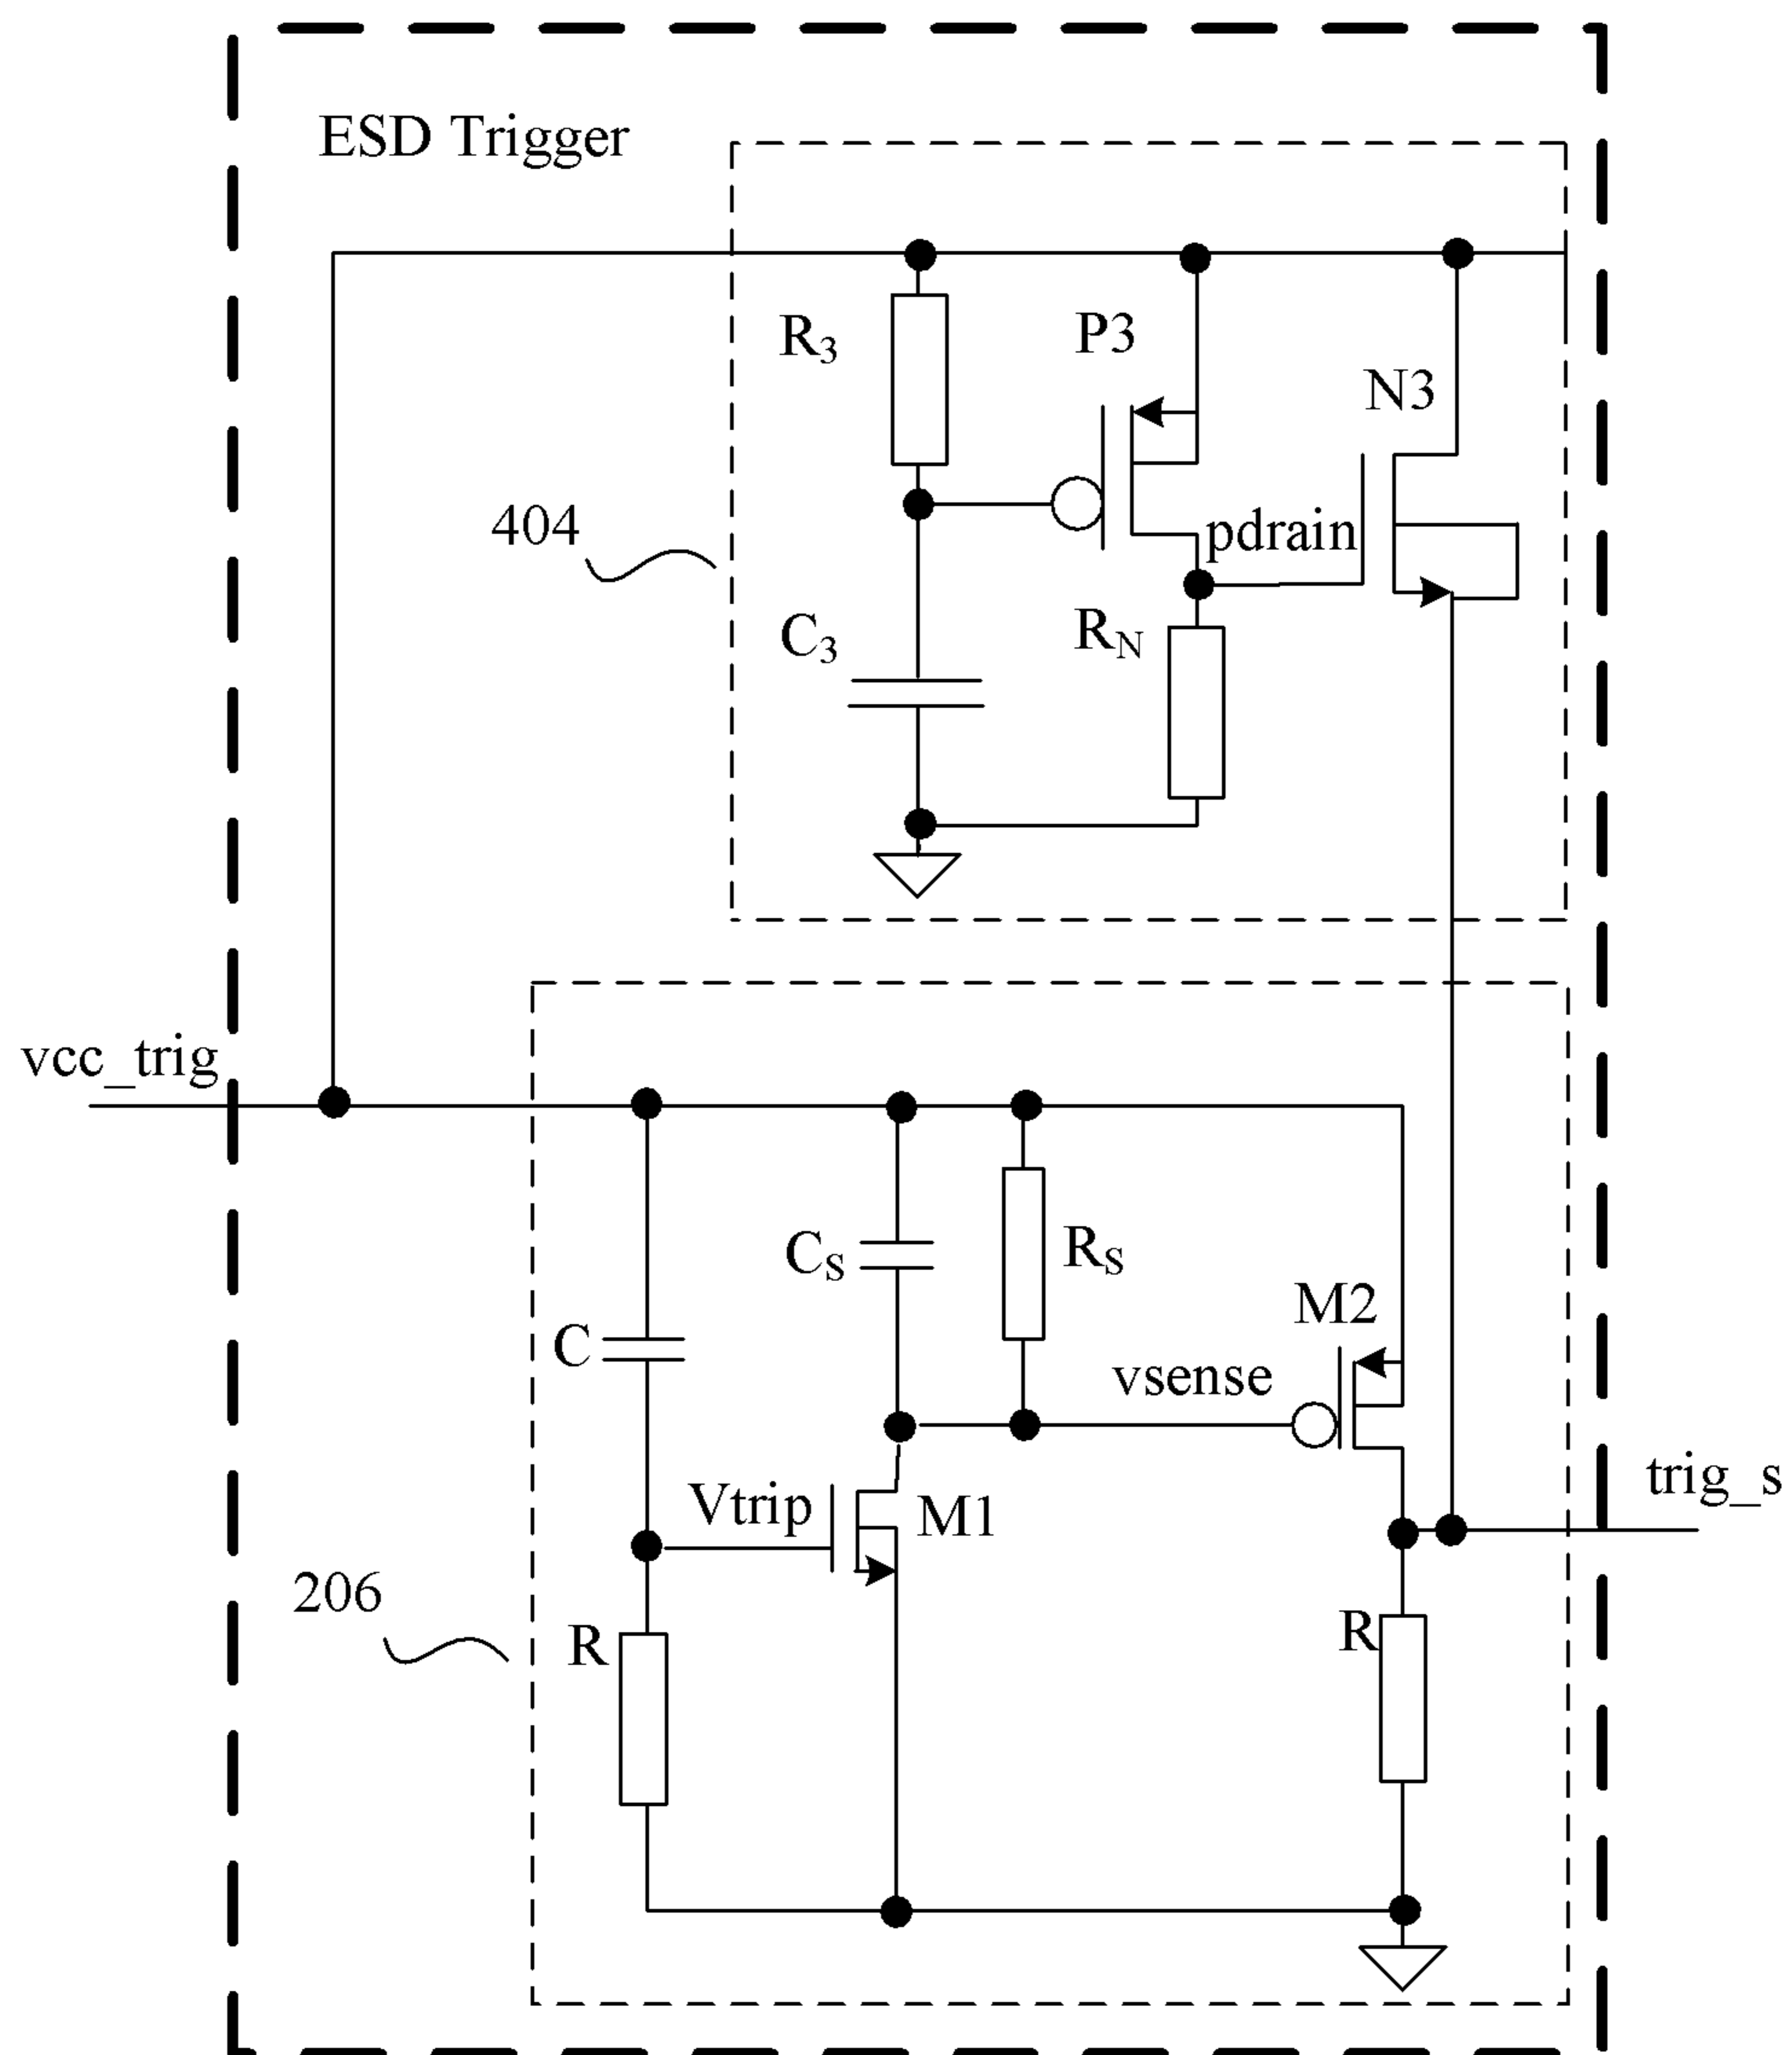 ESD Trigger
R3
P3
N3
404
pdrain
C3
RN
vcc_trig
CS
RS
M2
C
vsense
trig_s
Vtrip
M1
206
R
R